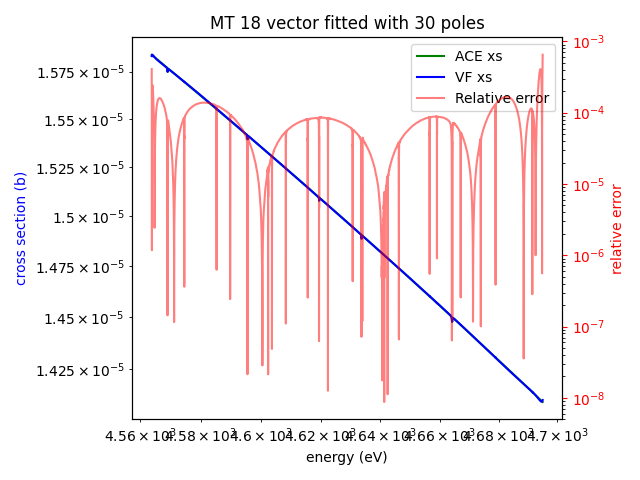 MT 18 vector fitted with 30 poles
ACE xs
VF xs
Relative error
1.575 × 10⁻⁵
1.55 × 10⁻⁵
1.525 × 10⁻⁵
1.5 × 10⁻⁵
1.475 × 10⁻⁵
1.45 × 10⁻⁵
1.425 × 10⁻⁵
cross section (b)
10⁻³
10⁻⁴
10⁻⁵
10⁻⁶
10⁻⁷
10⁻⁸
relative error
4.56 × 10³ 4.58 × 10³ 4.6 × 10³ 4.62 × 10³ 4.64 × 10³ 4.66 × 10³ 4.68 × 10³ 4.7 × 10³
energy (eV)